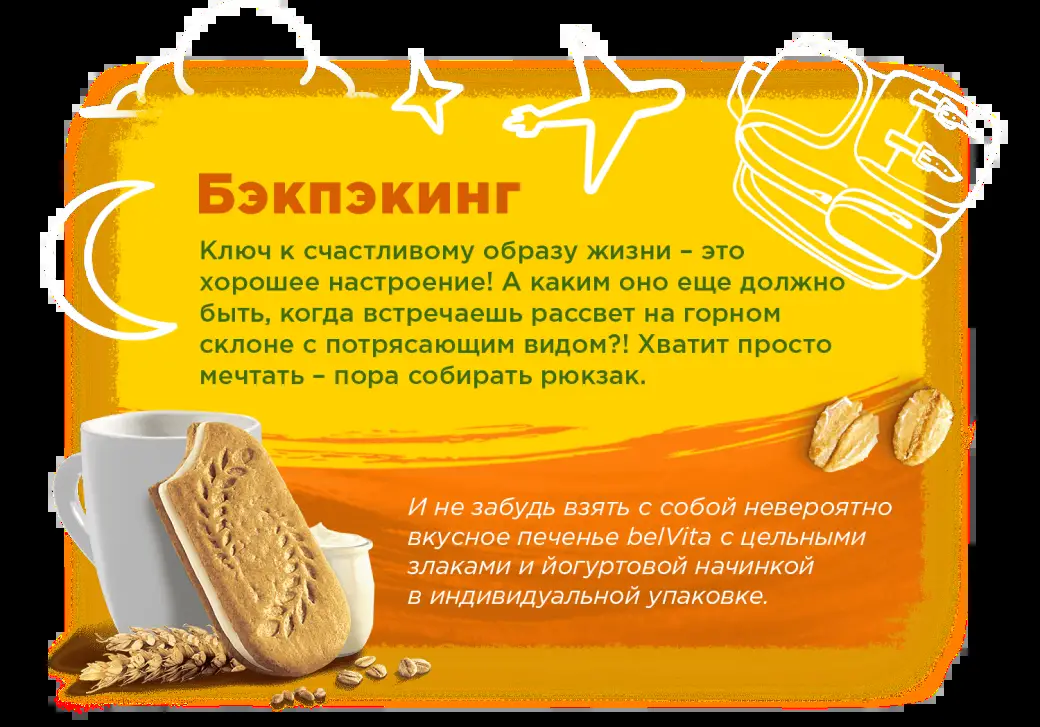 Бэкпэкинг
Ключ к счастливому образу жизни – это
хорошее настроение! А каким оно еще должно
быть, когда встречаешь рассвет на горном
склоне с потрясающим видом?! Хватит просто
мечтать – пора собирать рюкзак.
И не забудь взять с собой невероятно
вкусное печенье belVita с цельными
злаками и йогуртовой начинкой
в индивидуальной упаковке.